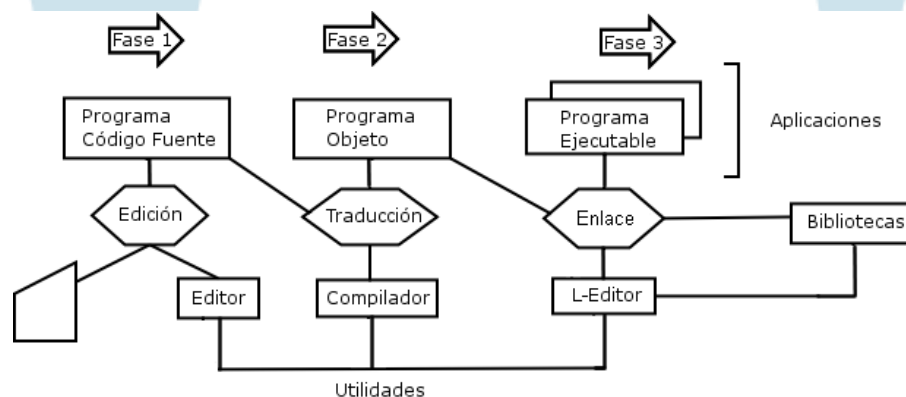 Fase 1
Fase 2
Fase 3
Programa
Código Fuente
Programa
Objeto
Programa
Ejecutable
Aplicaciones
Edición
Traducción
Enlace
Bibliotecas
Editor
Compilador
L-Editor
Utilidades